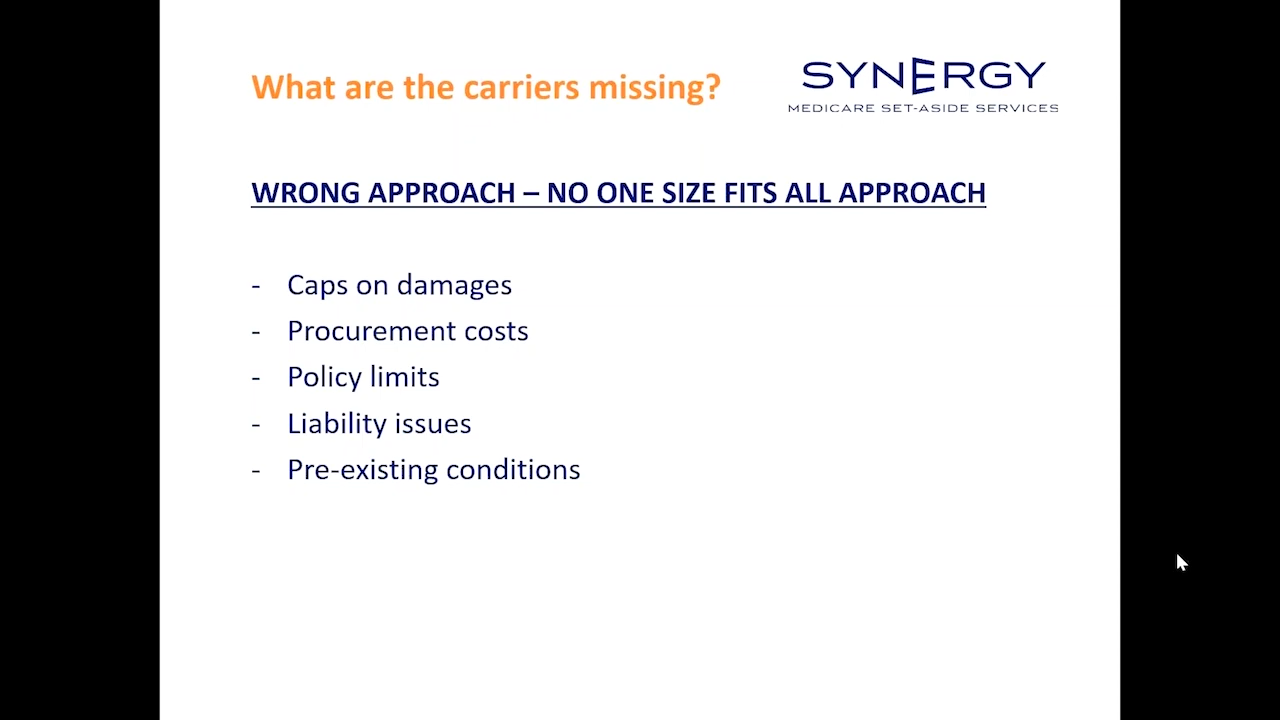 What are the carriers missing?
SYNERGY
MEDICARE SET-ASIDE SERVICES
WRONG APPROACH – NO ONE SIZE FITS ALL APPROACH
- Caps on damages
- Procurement costs
- Policy limits
- Liability issues
- Pre-existing conditions